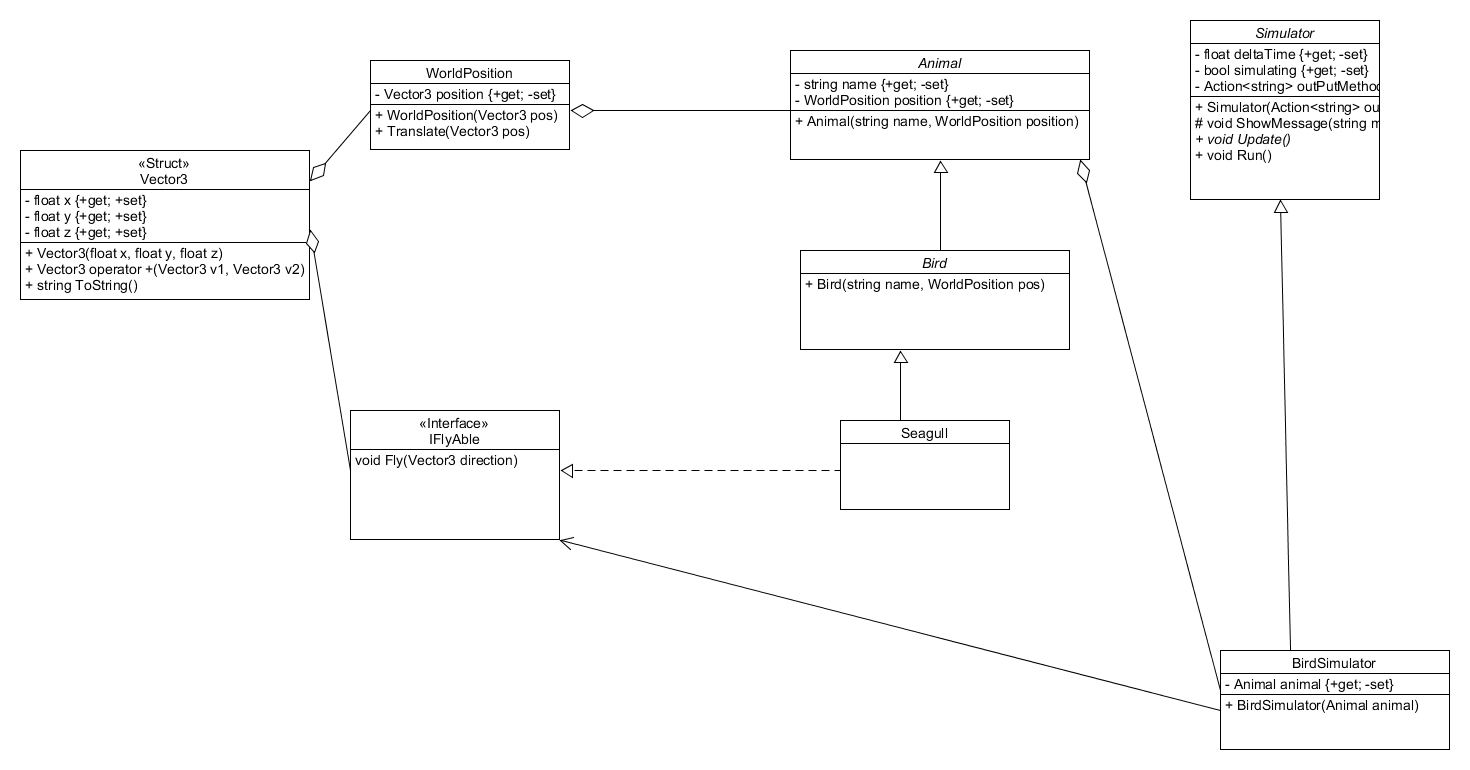 WorldPosition
- Vector3 position {+get; -set}
+ WorldPosition(Vector3 pos)
+ Translate(Vector3 pos)
Animal
- string name {+get; -set}
- WorldPosition position {+get; -set}
+ Animal(string name, WorldPosition position)
Simulator
- float deltaTime {+get; -set}
- bool simulating {+get; -set}
- Action<string>
+ Simulator(Action<string>
# void ShowMessage(string
+ void Update()
+ void Run()
«Struct»
Vector3
- float x {+get; +set}
- float y {+get; +set}
- float z {+get; +set}
+ Vector3(float x, float y, float z)
+ Vector3 operator +(Vector3 v1, Vector3 v2)
+ string ToString()
Bird
+ Bird(string name, WorldPosition pos)
«Interface»
IFlyAble
void Fly(Vector3 direction)
Seagull
BirdSimulator
- Animal animal {+get; -set}
+ BirdSimulator(Animal animal)